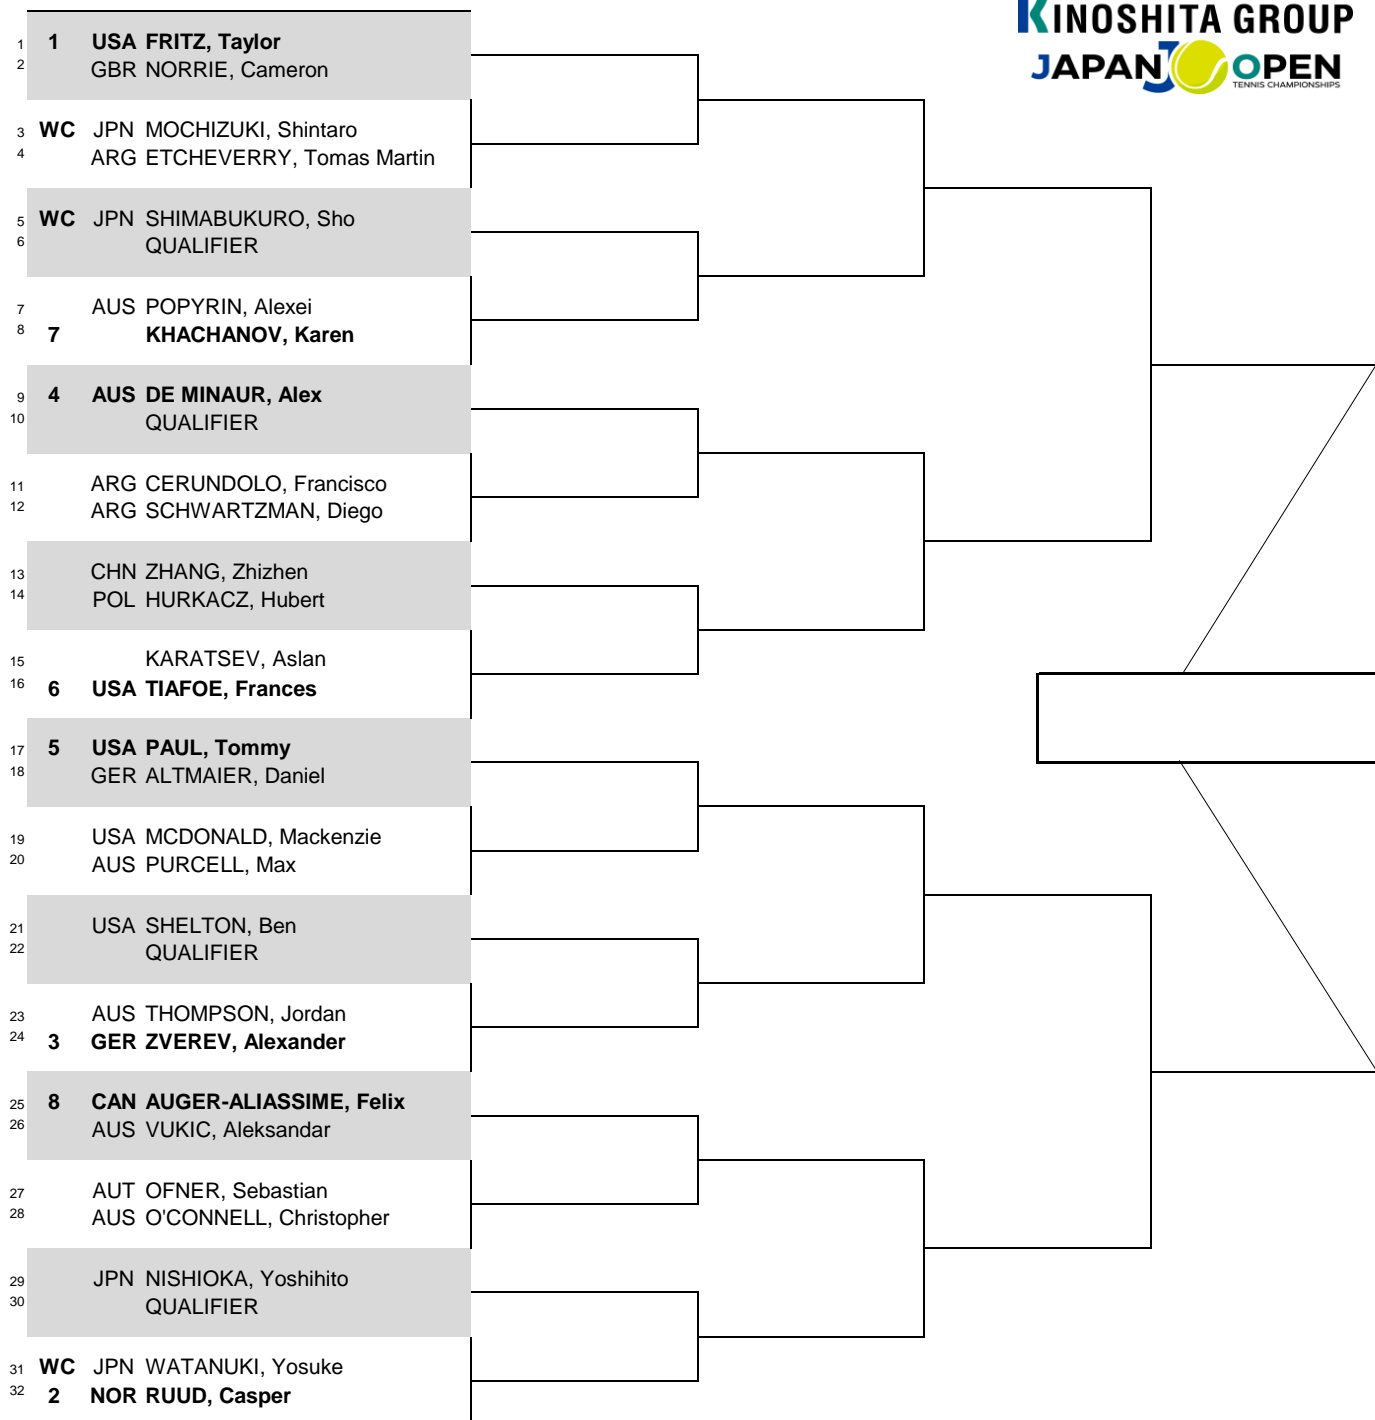 KINOSHITA GROUP
JAPAN OPEN
TENNIS CHAMPIONSHIPS
1 1 USA FRITZ, Taylor
2 GBR NORRIE, Cameron
3 WC JPN MOCHIZUKI, Shintaro
4 ARG ETCHEVERRY, Tomas Martin
5 WC JPN SHIMABUKURO, Sho
6 QUALIFIER
7 AUS POPYRIN, Alexei
8 7 KHACHANOV, Karen
9 4 AUS DE MINAUR, Alex
10 QUALIFIER
11 ARG CERUNDOLO, Francisco
12 ARG SCHWARTZMAN, Diego
13 CHN ZHANG, Zhizhen
14 POL HURKACZ, Hubert
15 KARATSEV, Aslan
16 6 USA TIAFOE, Frances
17 5 USA PAUL, Tommy
18 GER ALTMAIER, Daniel
19 USA MCDONALD, Mackenzie
20 AUS PURCELL, Max
21 USA SHELTON, Ben
22 QUALIFIER
23 AUS THOMPSON, Jordan
24 3 GER ZVEREV, Alexander
25 8 CAN AUGER-ALIASSIME, Felix
26 AUS VUKIC, Aleksandar
27 AUT OFNER, Sebastian
28 AUS O'CONNELL, Christopher
29 JPN NISHIOKA, Yoshihito
30 QUALIFIER
31 WC JPN WATANUKI, Yosuke
32 2 NOR RUUD, Casper